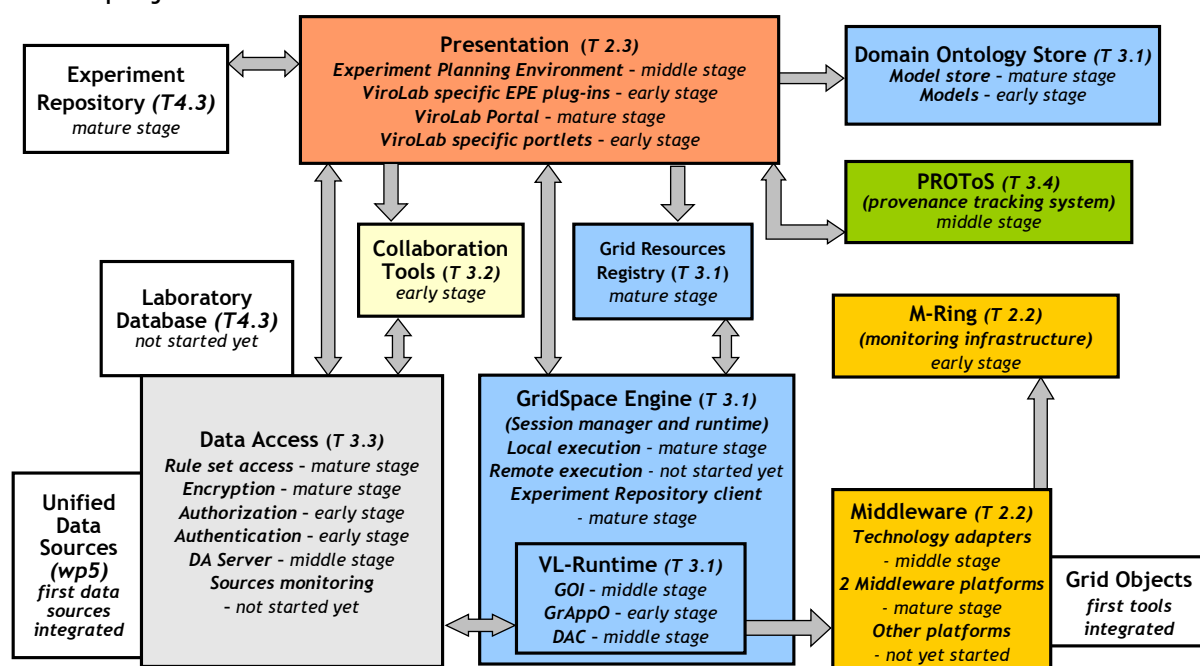 Experiment
Repository (T4.3)
mature stage
Presentation (T 2.3)
Experiment Planning Environment – middle stage
ViroLab specific EPE plug-ins – early stage
ViroLab Portal – mature stage
ViroLab specific portlets – early stage
Domain Ontology Store (T 3.1)
Model store – mature stage
Models – early stage
PROToS (T 3.4)
(provenance tracking system)
middle stage
Collaboration
Tools (T 3.2)
early stage
Grid Resources
Registry (T 3.1)
mature stage
Laboratory
Database (T4.3)
not started yet
M-Ring (T 2.2)
(monitoring infrastructure)
early stage
Data Access (T 3.3)
Rule set access – mature stage
Encryption – mature stage
Authorization – early stage
Authentication – early stage
DA Server – middle stage
Sources monitoring
– not started yet
GridSpace Engine (T 3.1)
(Session manager and runtime)
Local execution – mature stage
Remote execution - not started yet
Experiment Repository client
- mature stage
VL-Runtime (T 3.1)
GOI – middle stage
GrAppO – early stage
DAC – middle stage
Unified
Data
Sources
(wp5)
first data
sources
integrated
Middleware (T 2.2)
Technology adapters
- middle stage
2 Middleware platforms
- mature stage
Other platforms
- not yet started
Grid Objects
first tools
integrated